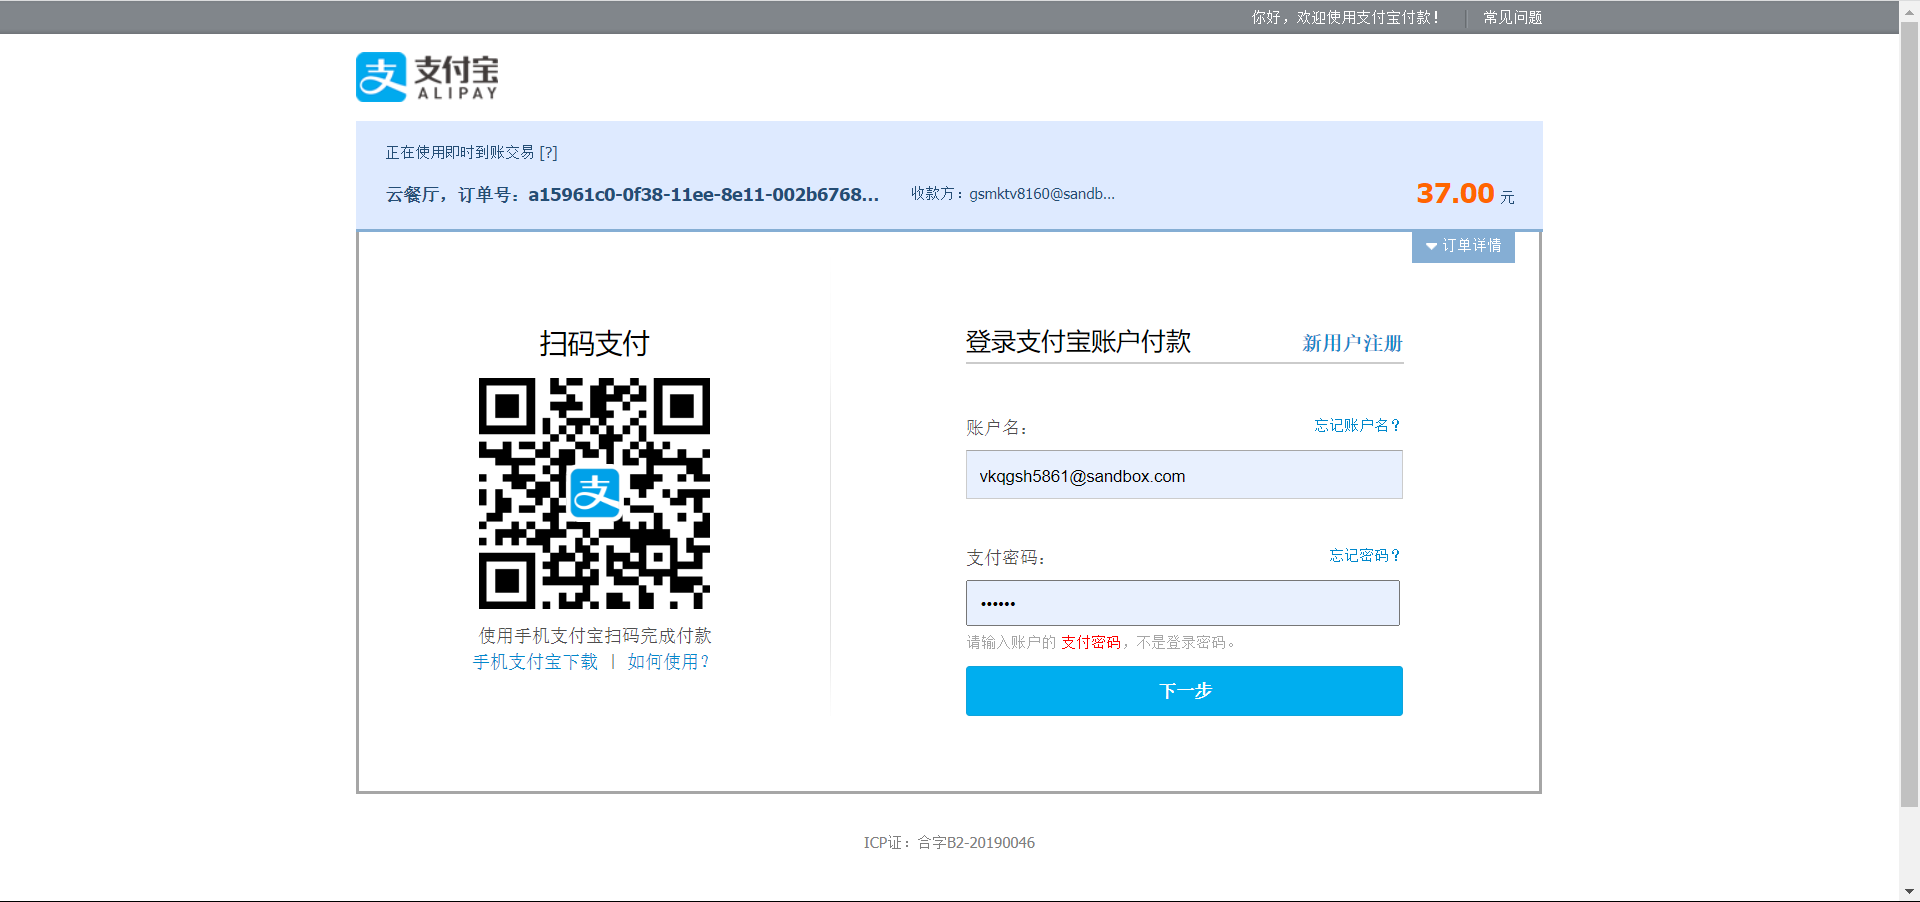 你好，欢迎使用支付宝付款！ 常见问题
支 支付宝
ALIPAY
正在使用即时到账交易 [?]
云餐厅，订单号：a15961c0-0f38-11ee-8e11-002b6768... 收款方：gsmktv8160@sandb... 37.00 元
订单详情
扫码支付
支
使用手机支付宝扫码完成付款
手机支付宝下载 | 如何使用？
登录支付宝账户付款 新用户注册
账户名： 忘记账户名？
vkqgsh5861@sandbox.com
支付密码： 忘记密码？
••••••
请输入账户的 支付密码，不是登录密码。
下一步
ICP证：合字B2-20190046